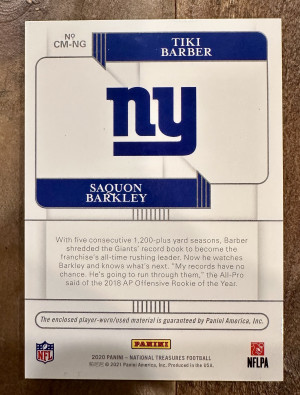 Nº
CM-NG
TIKI
BARBER
ny
SAQUON
BARKLEY
With five consecutive 1,200-plus yard seasons, Barber
shredded the Giants' record book to become the
franchise's all-time rushing leader. Now he watches
Barkley and knows what's next. "My records have no
chance. He's going to run through them," the All-Pro
said of the 2018 AP Offensive Rookie of the Year.
The enclosed player-worn/used material is guaranteed by Panini America, Inc.
NFL
PANINI
NFLPA
2020 PANINI - NATIONAL TREASURES FOOTBALL
© 2021 Panini America, Inc. Produced in the USA.